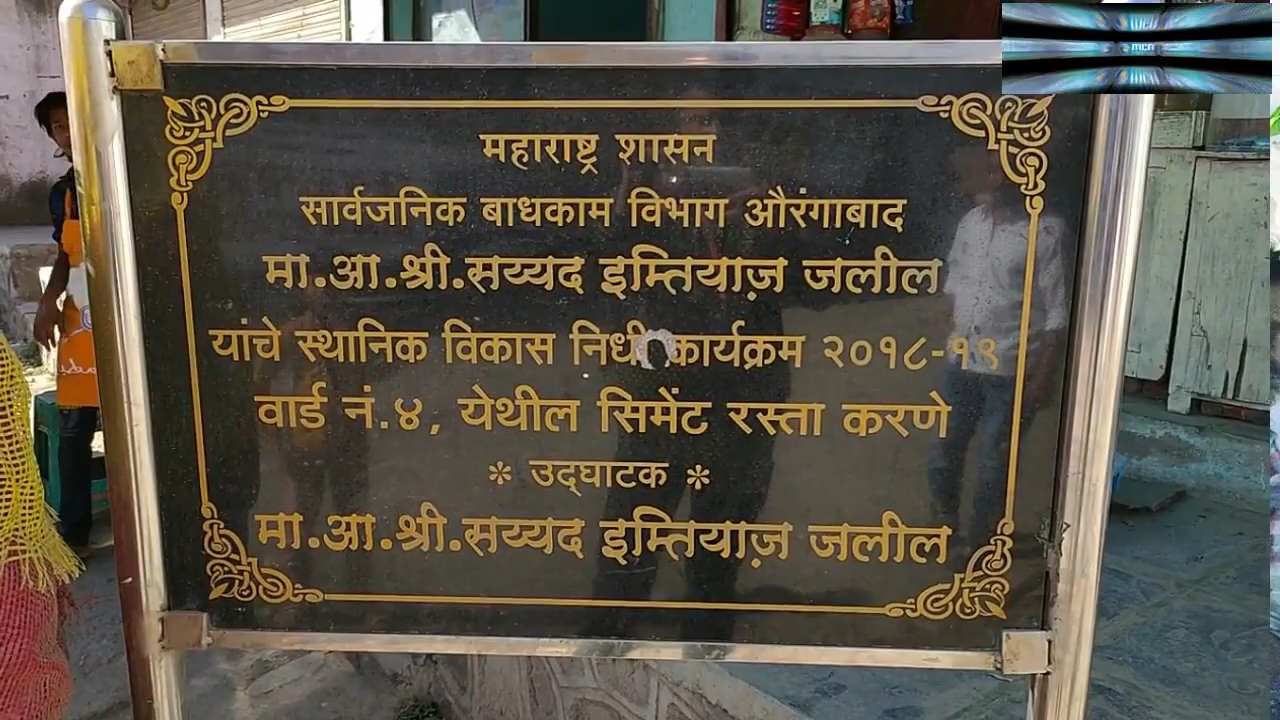 महाराष्ट्र शासन
सार्वजनिक बाधकाम विभाग औरंगाबाद
मा.आ.श्री.सय्यद इम्तियाज़ जलील
यांचे स्थानिक विकास निधी कार्यक्रम २०१८-१९
वार्ड नं.४, येथील सिमेंट रस्ता करणे
* उद्घाटक *
मा.आ.श्री.सय्यद इम्तियाज़ जलील